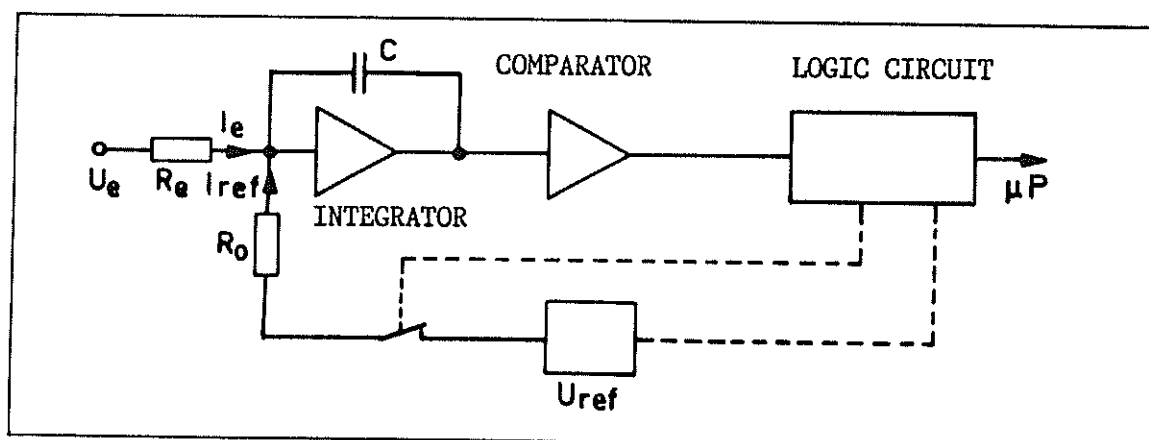 C
COMPARATOR
LOGIC CIRCUIT
Ie
Ue
Re
Iref
INTEGRATOR
μP
Ro
Uref